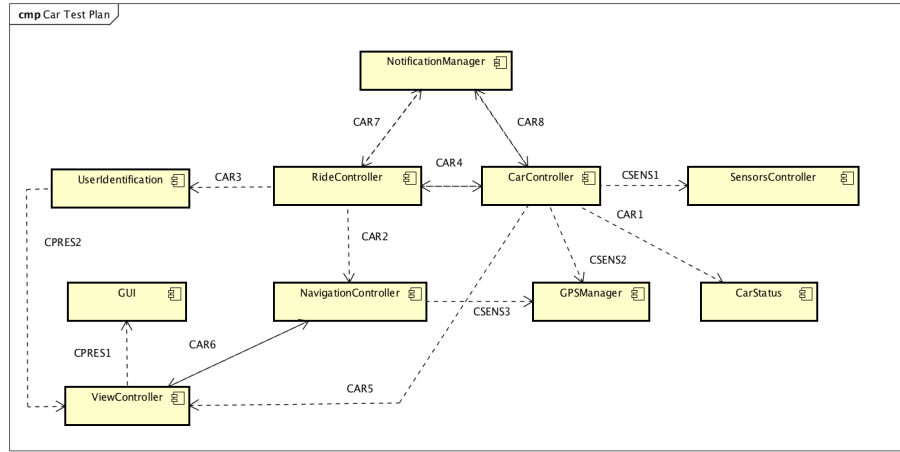 cmp Car Test Plan
NotificationManager
CAR7
CAR8
UserIdentification
CAR3
RideController
CAR4
CarController
CSENS1
SensorsController
CPRES2
CAR2
CSENS2
CAR1
GUI
NavigationController
CSENS3
GPSManager
CarStatus
CPRES1
CAR6
ViewController
CAR5